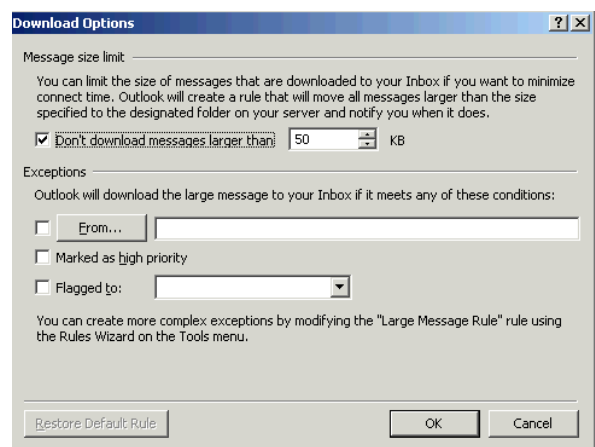 Download Options
Message size limit
You can limit the size of messages that are downloaded to your Inbox if you want to minimize
connect time. Outlook will create a rule that will move all messages larger than the size
specified to the designated folder on your server and notify you when it does.
Don't download messages larger than 50 KB
Exceptions
Outlook will download the large message to your Inbox if it meets any of these conditions:
From...
Marked as high priority
Flagged to:
You can create more complex exceptions by modifying the "Large Message Rule" rule using
the Rules Wizard on the Tools menu.
Restore Default Rule OK Cancel